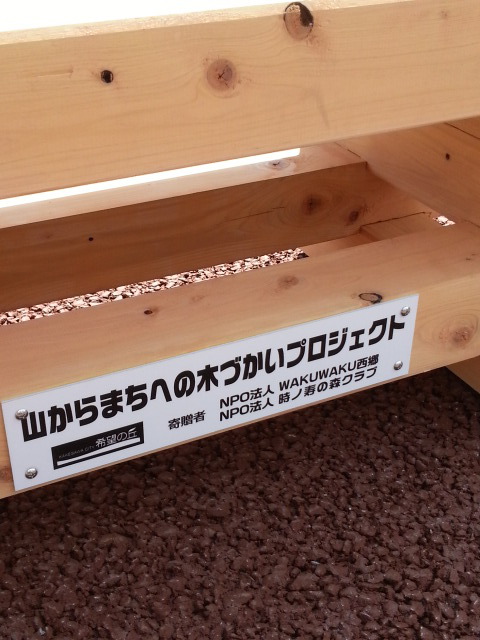 山からまちへの木づかいプロジェクト
寄贈者
NPO法人 WAKUWAKU西郷
NPO法人 時ノ寿の森クラブ
KAKEGAWA CITY 希望の丘